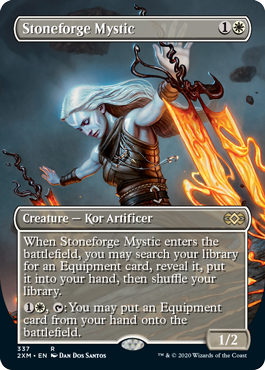 Stoneforge Mystic 1
Creature — Kor Artificer
When Stoneforge Mystic enters the
battlefield, you may search your library
for an Equipment card, reveal it, put
it into your hand, then shuffle your
library.
1, : You may put an Equipment
card from your hand onto the
battlefield.
1/2
337 R
2XM • EN Dan Dos Santos
™ & © 2020 Wizards of the Coast